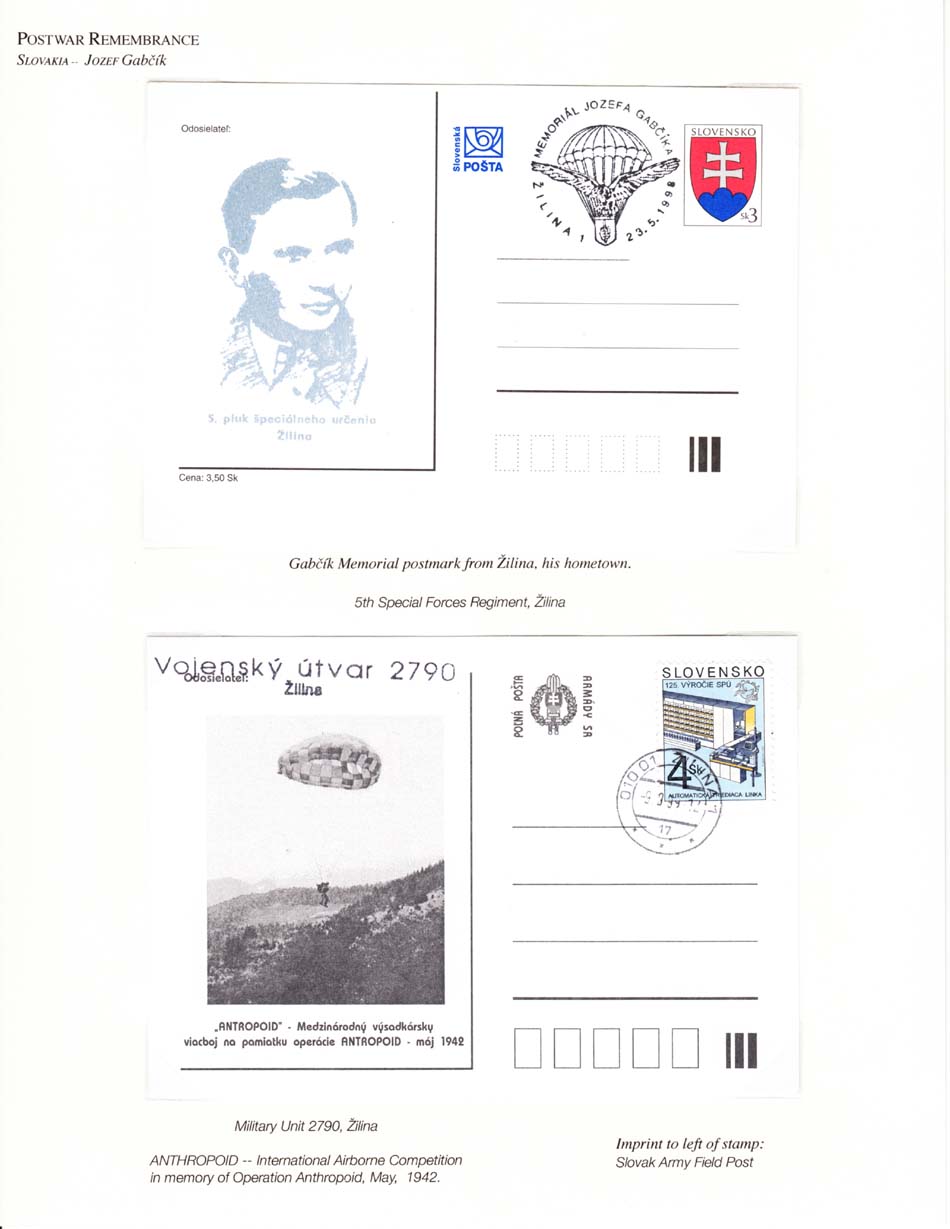 POSTWAR REMEMBRANCE
SLOVAKIA -- JOZEF Gabčík
Odosielateľ:
Slovenská
POŠTA
MEMORIÁL JOZEFA GABČÍKA
ŽILINA 1 23.5.1998
SLOVENSKO
Sk3
5. pluk špeciálneho určenia
Žilina
Cena: 3,50 Sk
Gabčík Memorial postmark from Žilina, his hometown.
5th Special Forces Regiment, Žilina
Vojenský útvar 2790
Odosielateľ:
Žilina
POĽNÁ POŠTA
ARMÁDY SR
SLOVENSKO
125. VÝROČIE SPÚ
4 Sk
AUTOMATICKÁ TRIEDIACA LINKA
010 01 ŽILINA 1
17
„ANTROPOID" - Medzinárodný výsadkársky
viacboj na pamiatku operácie ANTROPOID - máj 1942
Military Unit 2790, Žilina
ANTHROPOID -- International Airborne Competition
in memory of Operation Anthropoid, May, 1942.
Imprint to left of stamp:
Slovak Army Field Post